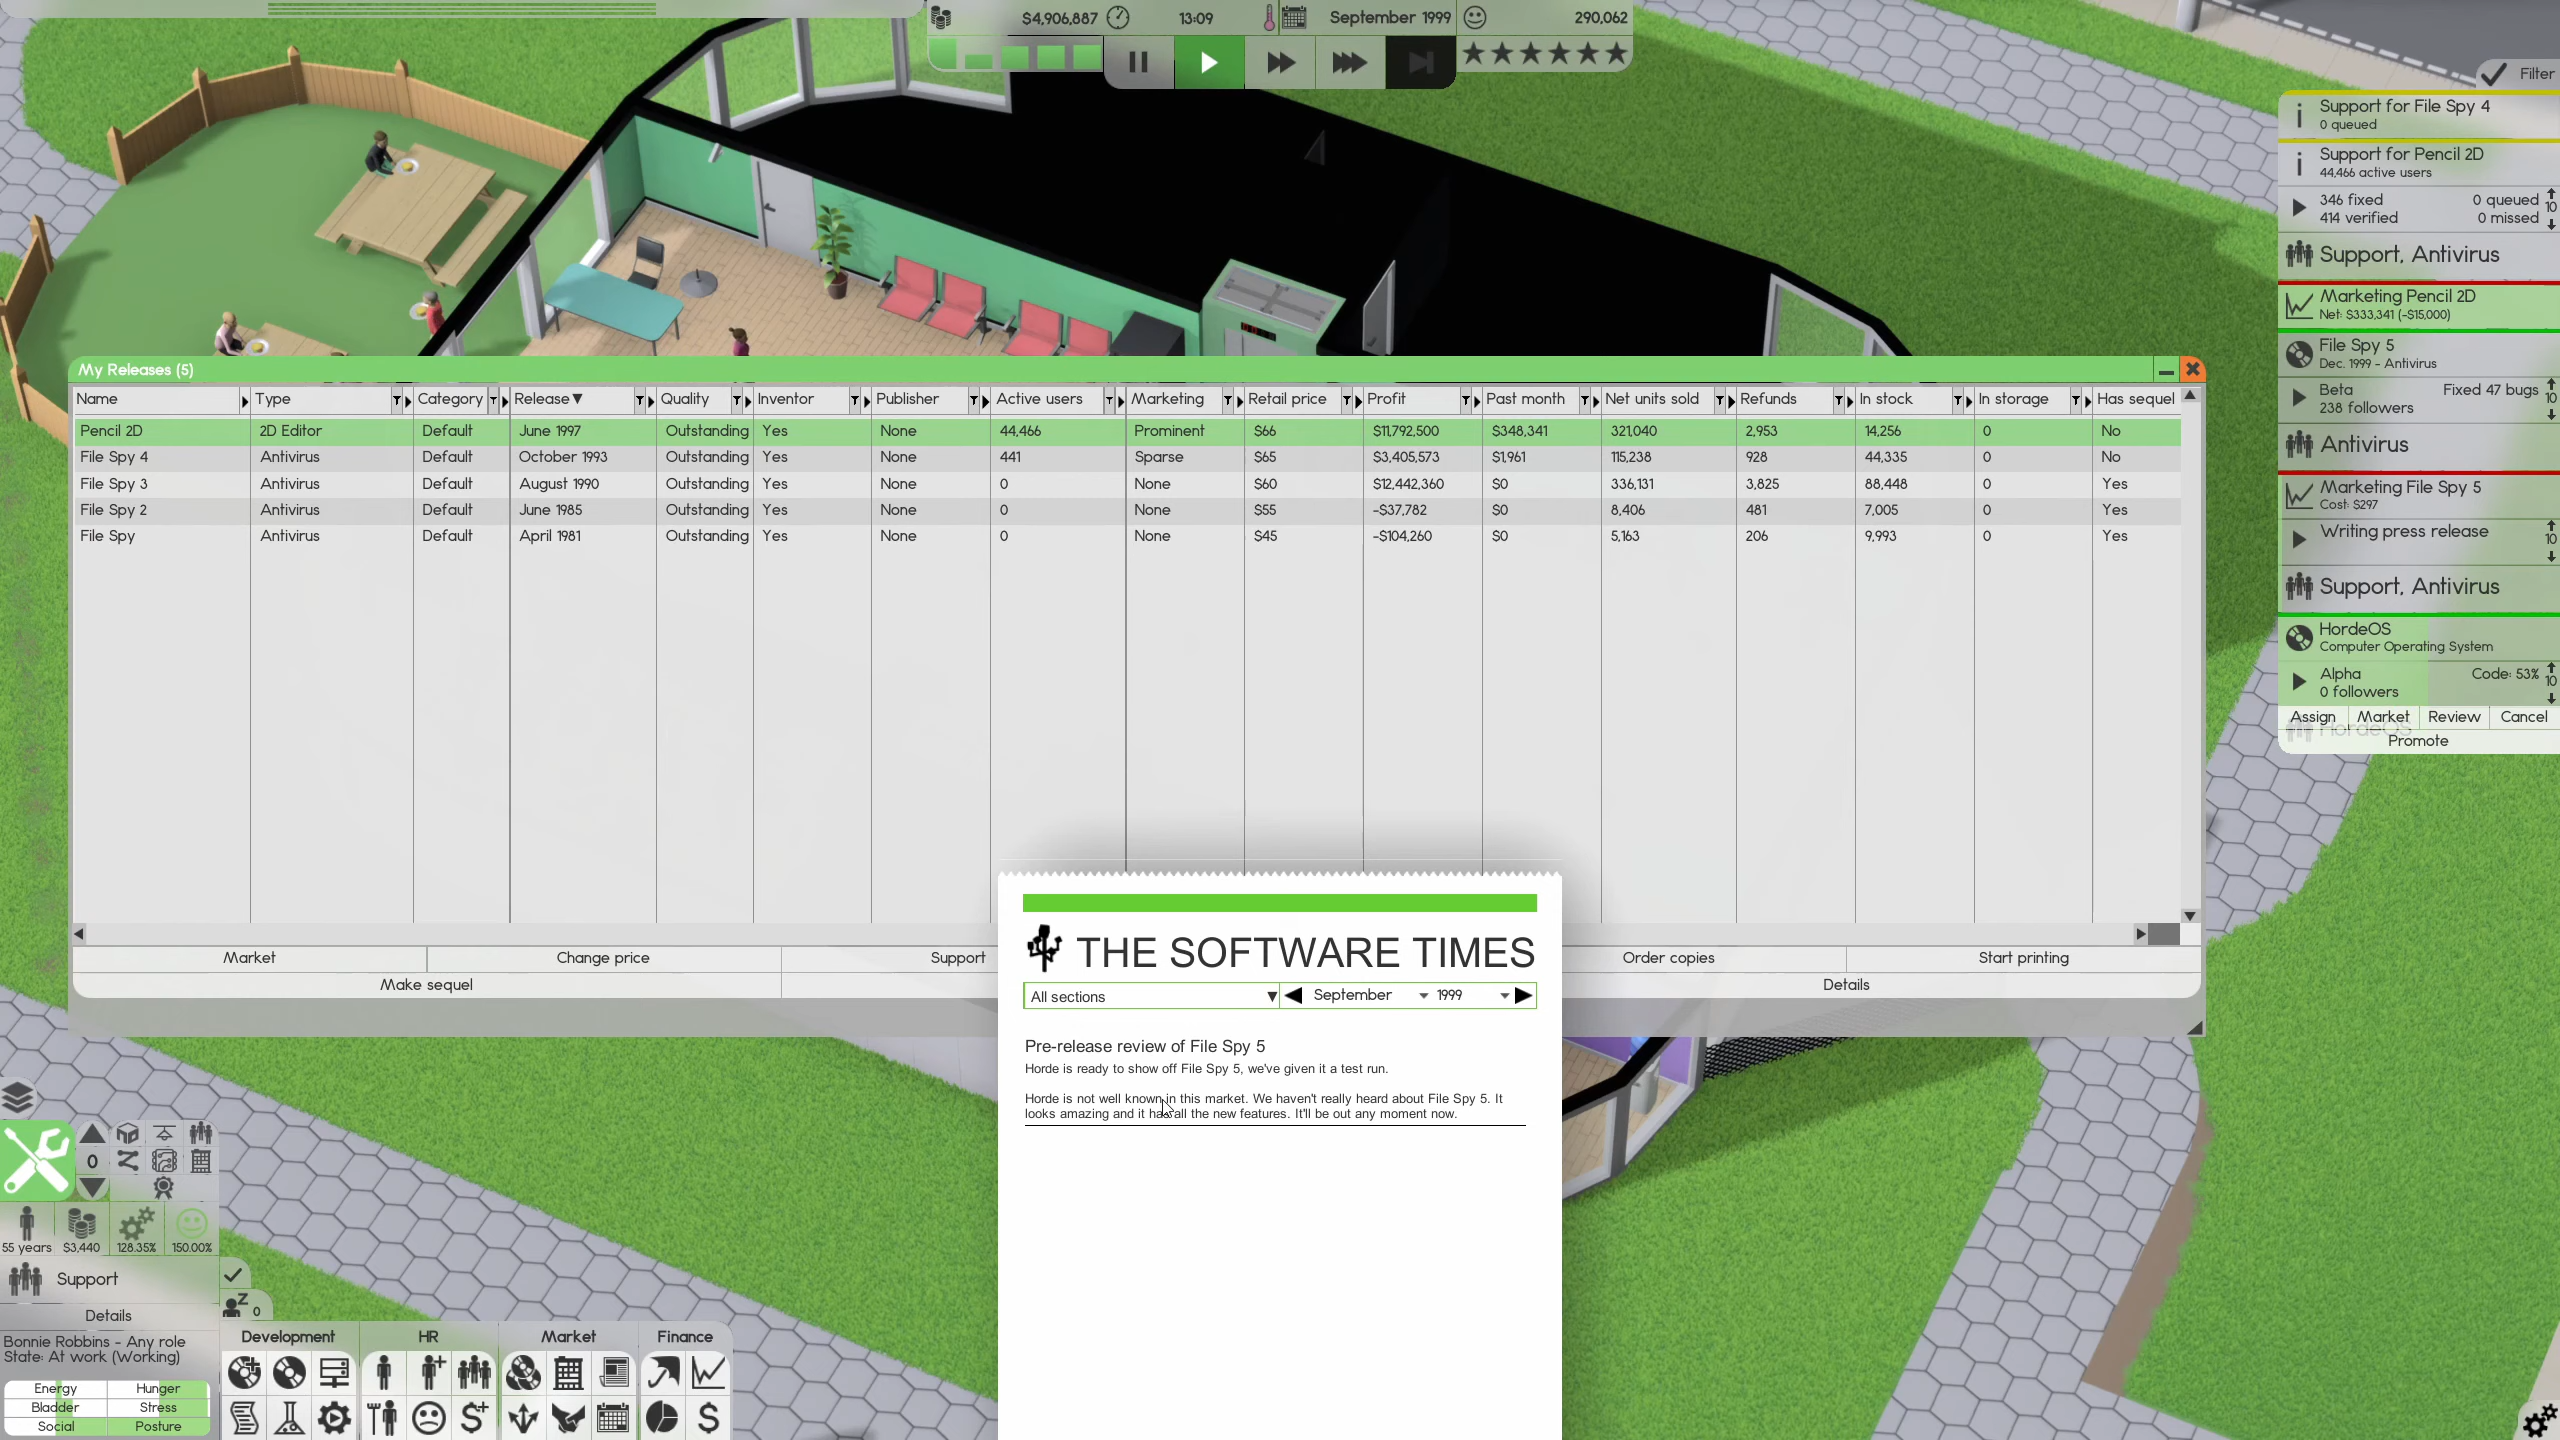 $4,906,887 13:09 September 1999 290,062
Filter
Support for File Spy 4
0 queued
Support for Pencil 2D
44,466 active users
346 fixed 0 queued
414 verified 0 missed
10
Support, Antivirus
Marketing Pencil 2D
Net: $333,341 (-$15,000)
File Spy 5
Dec. 1999 - Antivirus
Beta Fixed 47 bugs
238 followers
10
Antivirus
Marketing File Spy 5
Cost: $297
Writing press release
10
Support, Antivirus
HordeOS
Computer Operating System
Alpha Code: 53%
0 followers
10
Assign Market Review Cancel
HordeOS
Promote
My Releases (5)
Name Type Category Release▼ Quality Inventor Publisher Active users Marketing Retail price Profit Past month Net units sold Refunds In stock In storage Has sequel
Pencil 2D 2D Editor Default June 1997 Outstanding Yes None 44,466 Prominent $66 $11,792,500 $348,341 321,040 2,953 14,256 0 No
File Spy 4 Antivirus Default October 1993 Outstanding Yes None 441 Sparse $65 $3,405,573 $1,961 115,238 928 44,335 0 No
File Spy 3 Antivirus Default August 1990 Outstanding Yes None 0 None $60 $12,442,360 $0 336,131 3,825 88,448 0 Yes
File Spy 2 Antivirus Default June 1985 Outstanding Yes None 0 None $55 -$37,782 $0 8,406 481 7,005 0 Yes
File Spy Antivirus Default April 1981 Outstanding Yes None 0 None $45 -$104,260 $0 5,163 206 9,993 0 Yes
Market Change price Support Order copies Start printing
Make sequel Details
THE SOFTWARE TIMES
All sections September 1999
Pre-release review of File Spy 5
Horde is ready to show off File Spy 5, we've given it a test run.
Horde is not well known in this market. We haven't really heard about File Spy 5. It
looks amazing and it has all the new features. It'll be out any moment now.
0
55 years $3,440 128.35% 150.00%
Support
Details
Z 0
Bonnie Robbins - Any role
State: At work (Working)
Energy Hunger
Bladder Stress
Social Posture
Development HR Market Finance